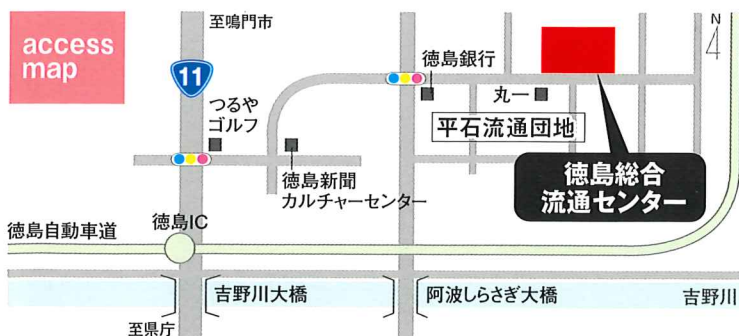 access
map
至鳴門市
N
11
徳島銀行
つるや
ゴルフ
丸一
平石流通団地
徳島新聞
カルチャーセンター
徳島総合
流通センター
徳島自動車道
徳島IC
吉野川大橋
阿波しらさぎ大橋
吉野川
至県庁